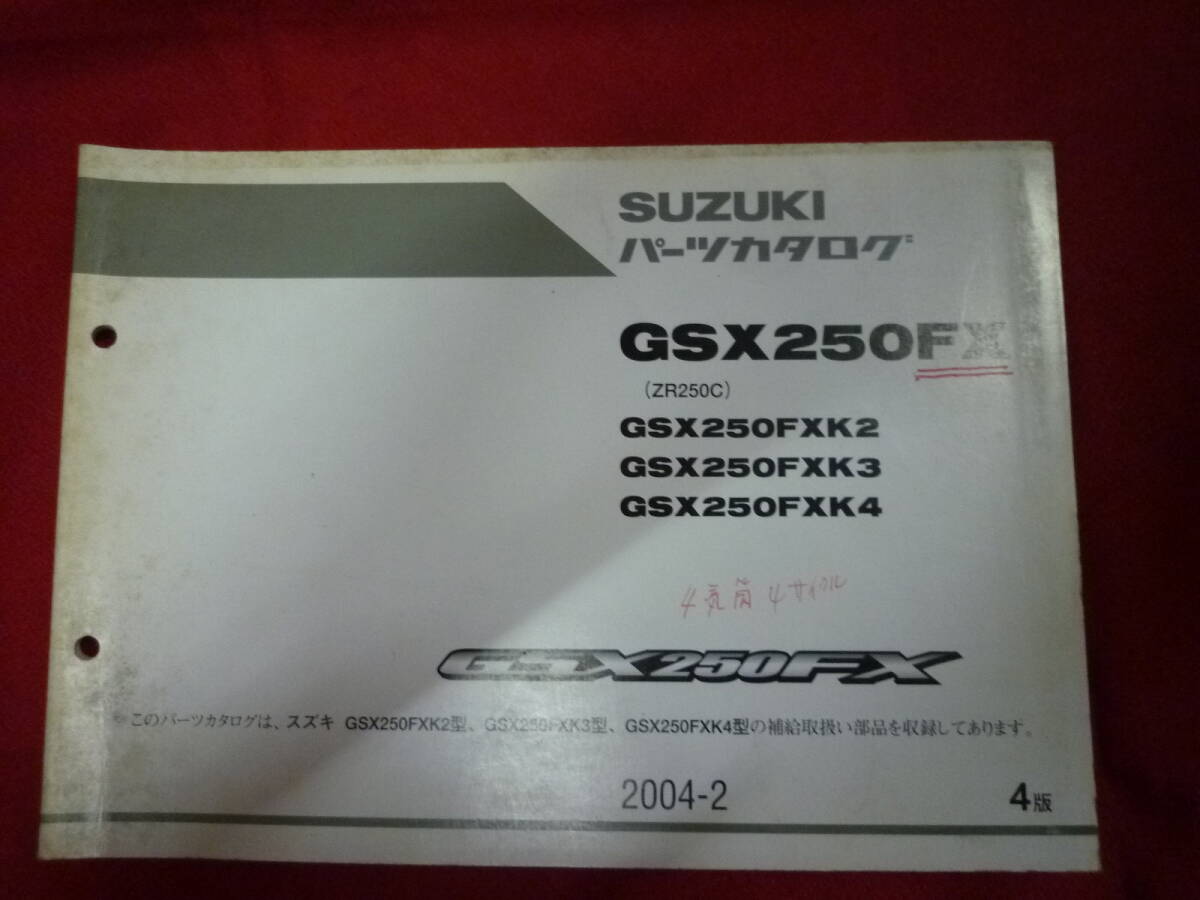 SUZUKI
パーツカタログ
GSX250FX
(ZR250C)
GSX250FXK2
GSX250FXK3
GSX250FXK4
4気筒 4サイクル
GSX250FX
※このパーツカタログは、スズキ GSX250FXK2型、GSX250FXK3型、GSX250FXK4型の補給取扱い部品を収録してあります。
2004-2
4版